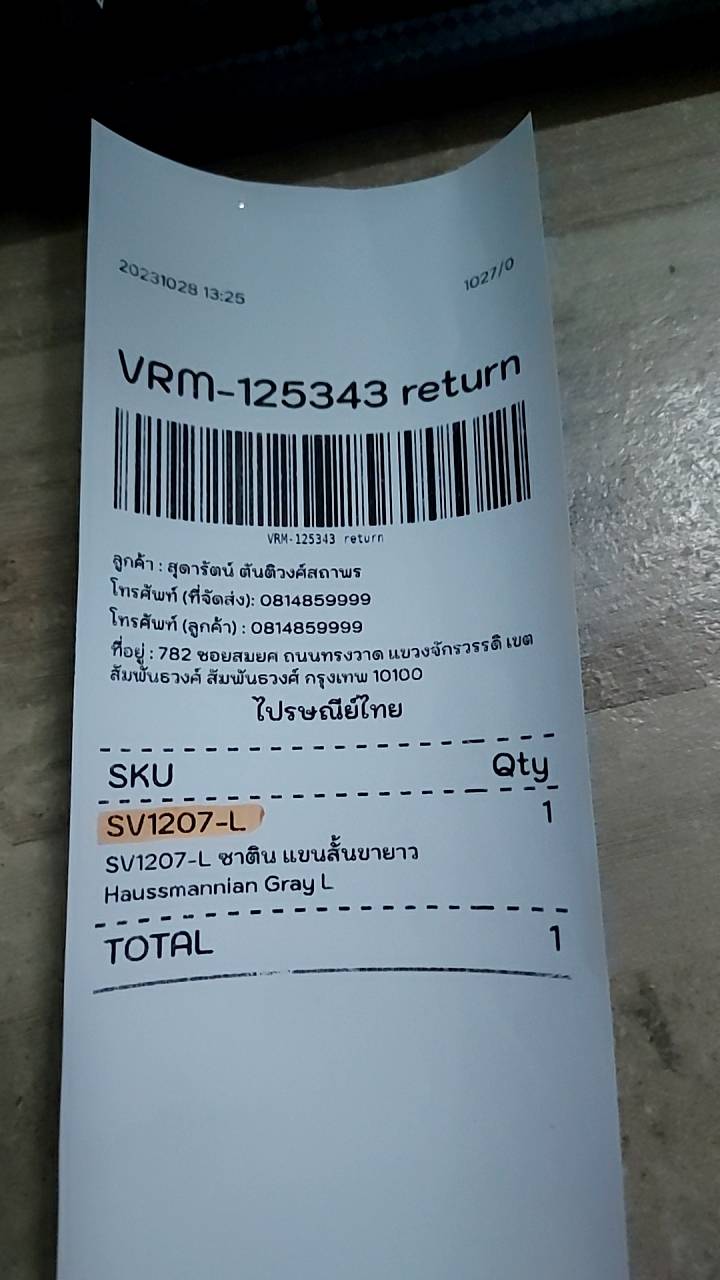 20231028 13:25
1027/0
VRM-125343 return
VRM-125343 return
ลูกค้า : สุดารัตน์ ตันติวงศ์สถาพร
โทรศัพท์ (ที่จัดส่ง): 0814859999
โทรศัพท์ (ลูกค้า) : 0814859999
ที่อยู่ : 782 ซอยสมยศ ถนนทรงวาด แขวงจักรวรรดิ เขต
สัมพันธวงศ์ สัมพันธวงศ์ กรุงเทพ 10100
ไปรษณีย์ไทย
SKU Qty
SV1207-L 1
SV1207-L ซาติน แขนสั้นขายาว
Haussmannian Gray L
TOTAL 1